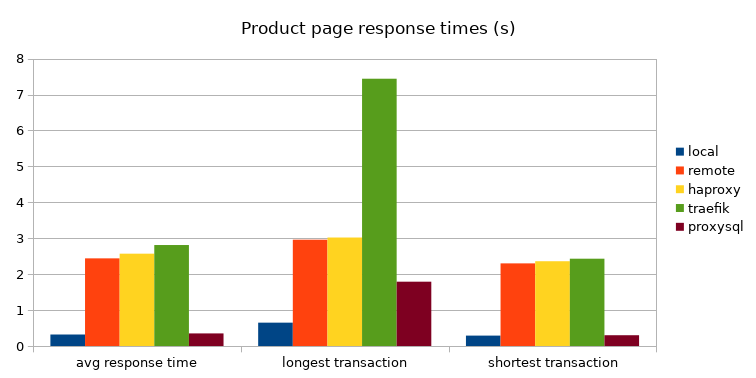 Product page response times (s)
8
7
6
5
4
3
2
1
0
avg response time
longest transaction
shortest transaction
local
remote
haproxy
traefik
proxysql